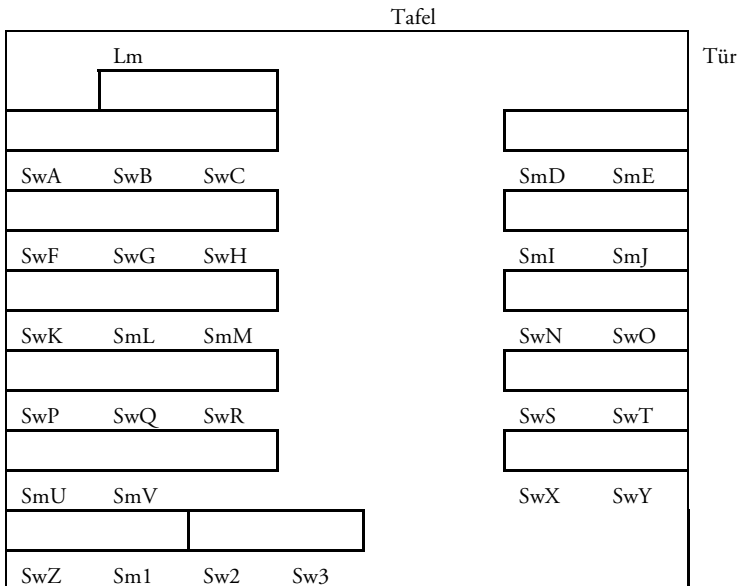 Tafel
Lm Tür
SwA SwB SwC SmD SmE
SwF SwG SwH SmI SmJ
SwK SmL SmM SwN SwO
SwP SwQ SwR SwS SwT
SmU SmV SwX SwY
SwZ Sm1 Sw2 Sw3